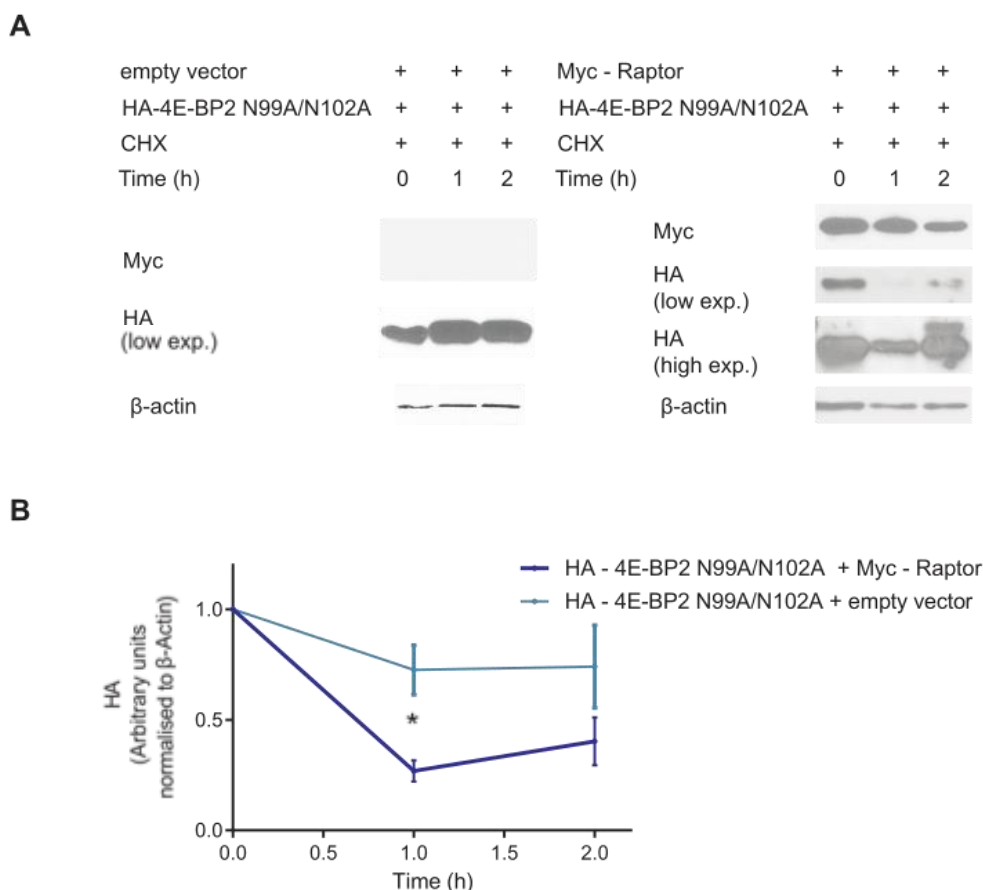 A
empty vector + + +
HA-4E-BP2 N99A/N102A + + +
CHX + + +
Time (h) 0 1 2
Myc
HA
(low exp.)
β-actin
Myc - Raptor + + +
HA-4E-BP2 N99A/N102A + + +
CHX + + +
Time (h) 0 1 2
Myc
HA
(low exp.)
HA
(high exp.)
β-actin
B
HA - 4E-BP2 N99A/N102A + Myc - Raptor
HA - 4E-BP2 N99A/N102A + empty vector
HA
(Arbitrary units
normalised to β-Actin)
1.0
0.5
0.0
*
0.0 0.5 1.0 1.5 2.0
Time (h)